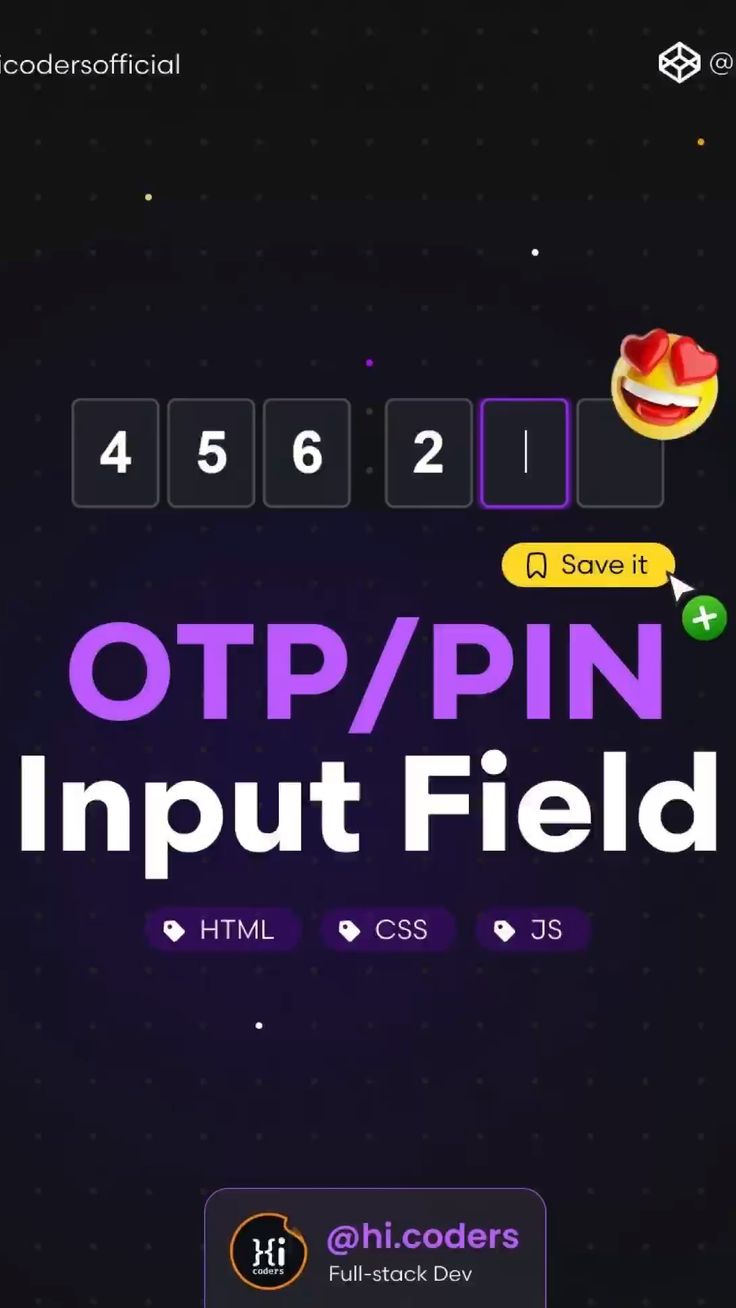 icodersofficial @
4 5 6 2
Save it
OTP/PIN
Input Field
HTML CSS JS
Hi
coders
@hi.coders
Full-stack Dev